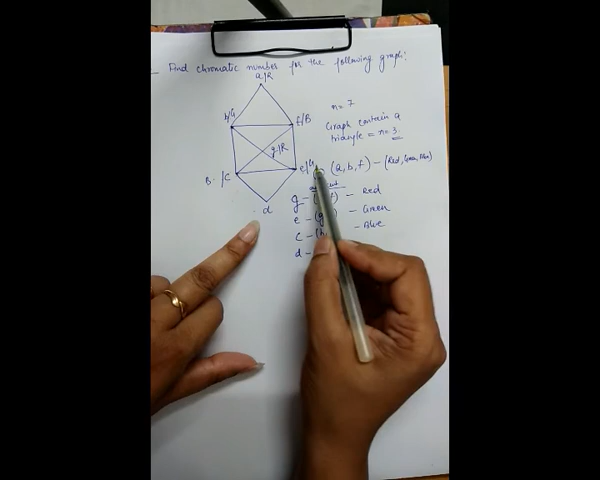 Find chromatic number for the following graph:
a/R
b/G
f/B
g/R
B /C
e/G
d
n=7
Graph contain a
triangle = n=3.
(a,b,f) - (Red, Green, Blue)
g - - Red
e - (g - Green
c - (b - Blue
d -